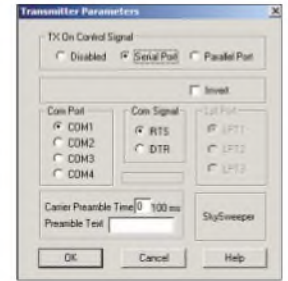 Transmitter Parameters
TX On Control Signal
Disabled Serial Port Parallel Port
Invert
Com Port Com Signal Lpt Port
COM1 RTS LPT1
COM2 DTR LPT2
COM3 LPT3
COM4
Carrier Preamble Time 0 100 ms
Preamble Text
SkySweeper
OK Cancel Help